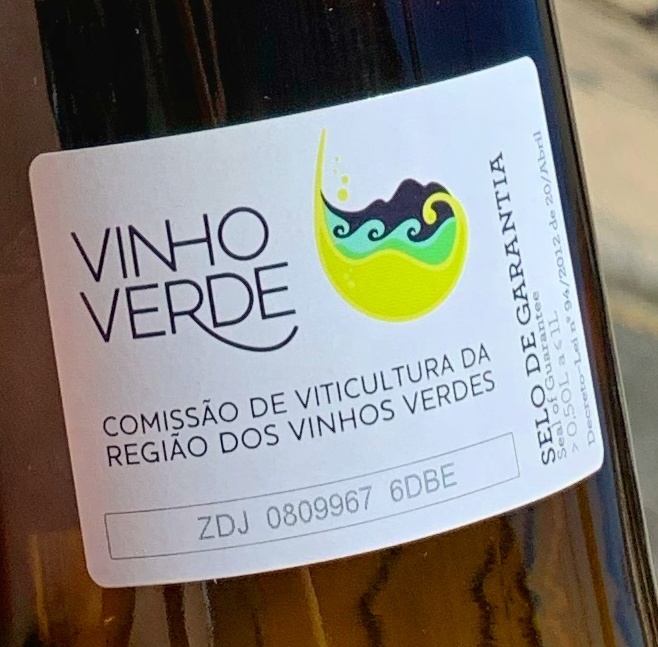 VINHO
VERDE
COMISSÃO DE VITICULTURA DA
REGIÃO DOS VINHOS VERDES
ZDJ 0809967 6DBE
SELO DE GARANTIA
Seal of Guarantee
>0.50L a ≤1L
Decreto-Lei nº 94/2012 de 20/Abril